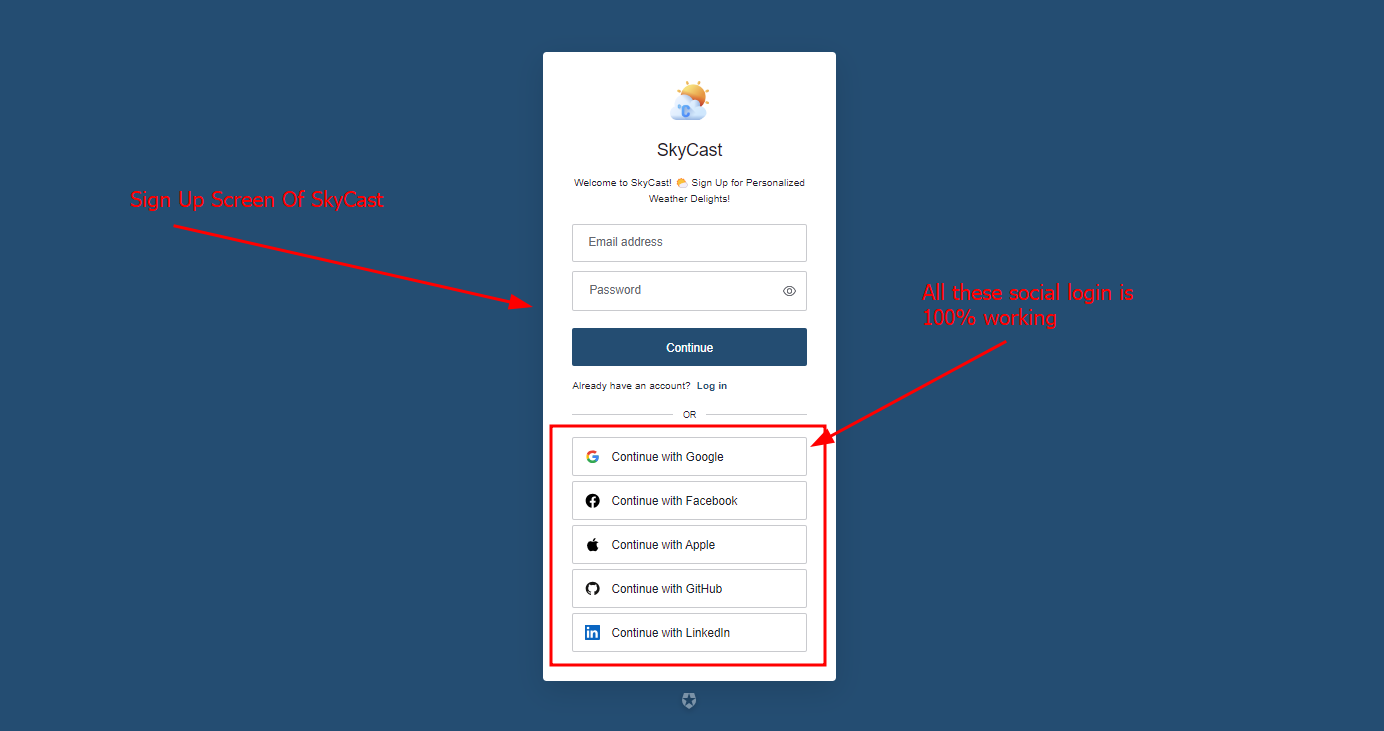 SkyCast
Welcome to SkyCast! ⛅ Sign Up for Personalized
Weather Delights!
Sign Up Screen Of SkyCast
Email address
Password
All these social login is
100% working
Continue
Already have an account? Log in
OR
Continue with Google
Continue with Facebook
Continue with Apple
Continue with GitHub
Continue with LinkedIn